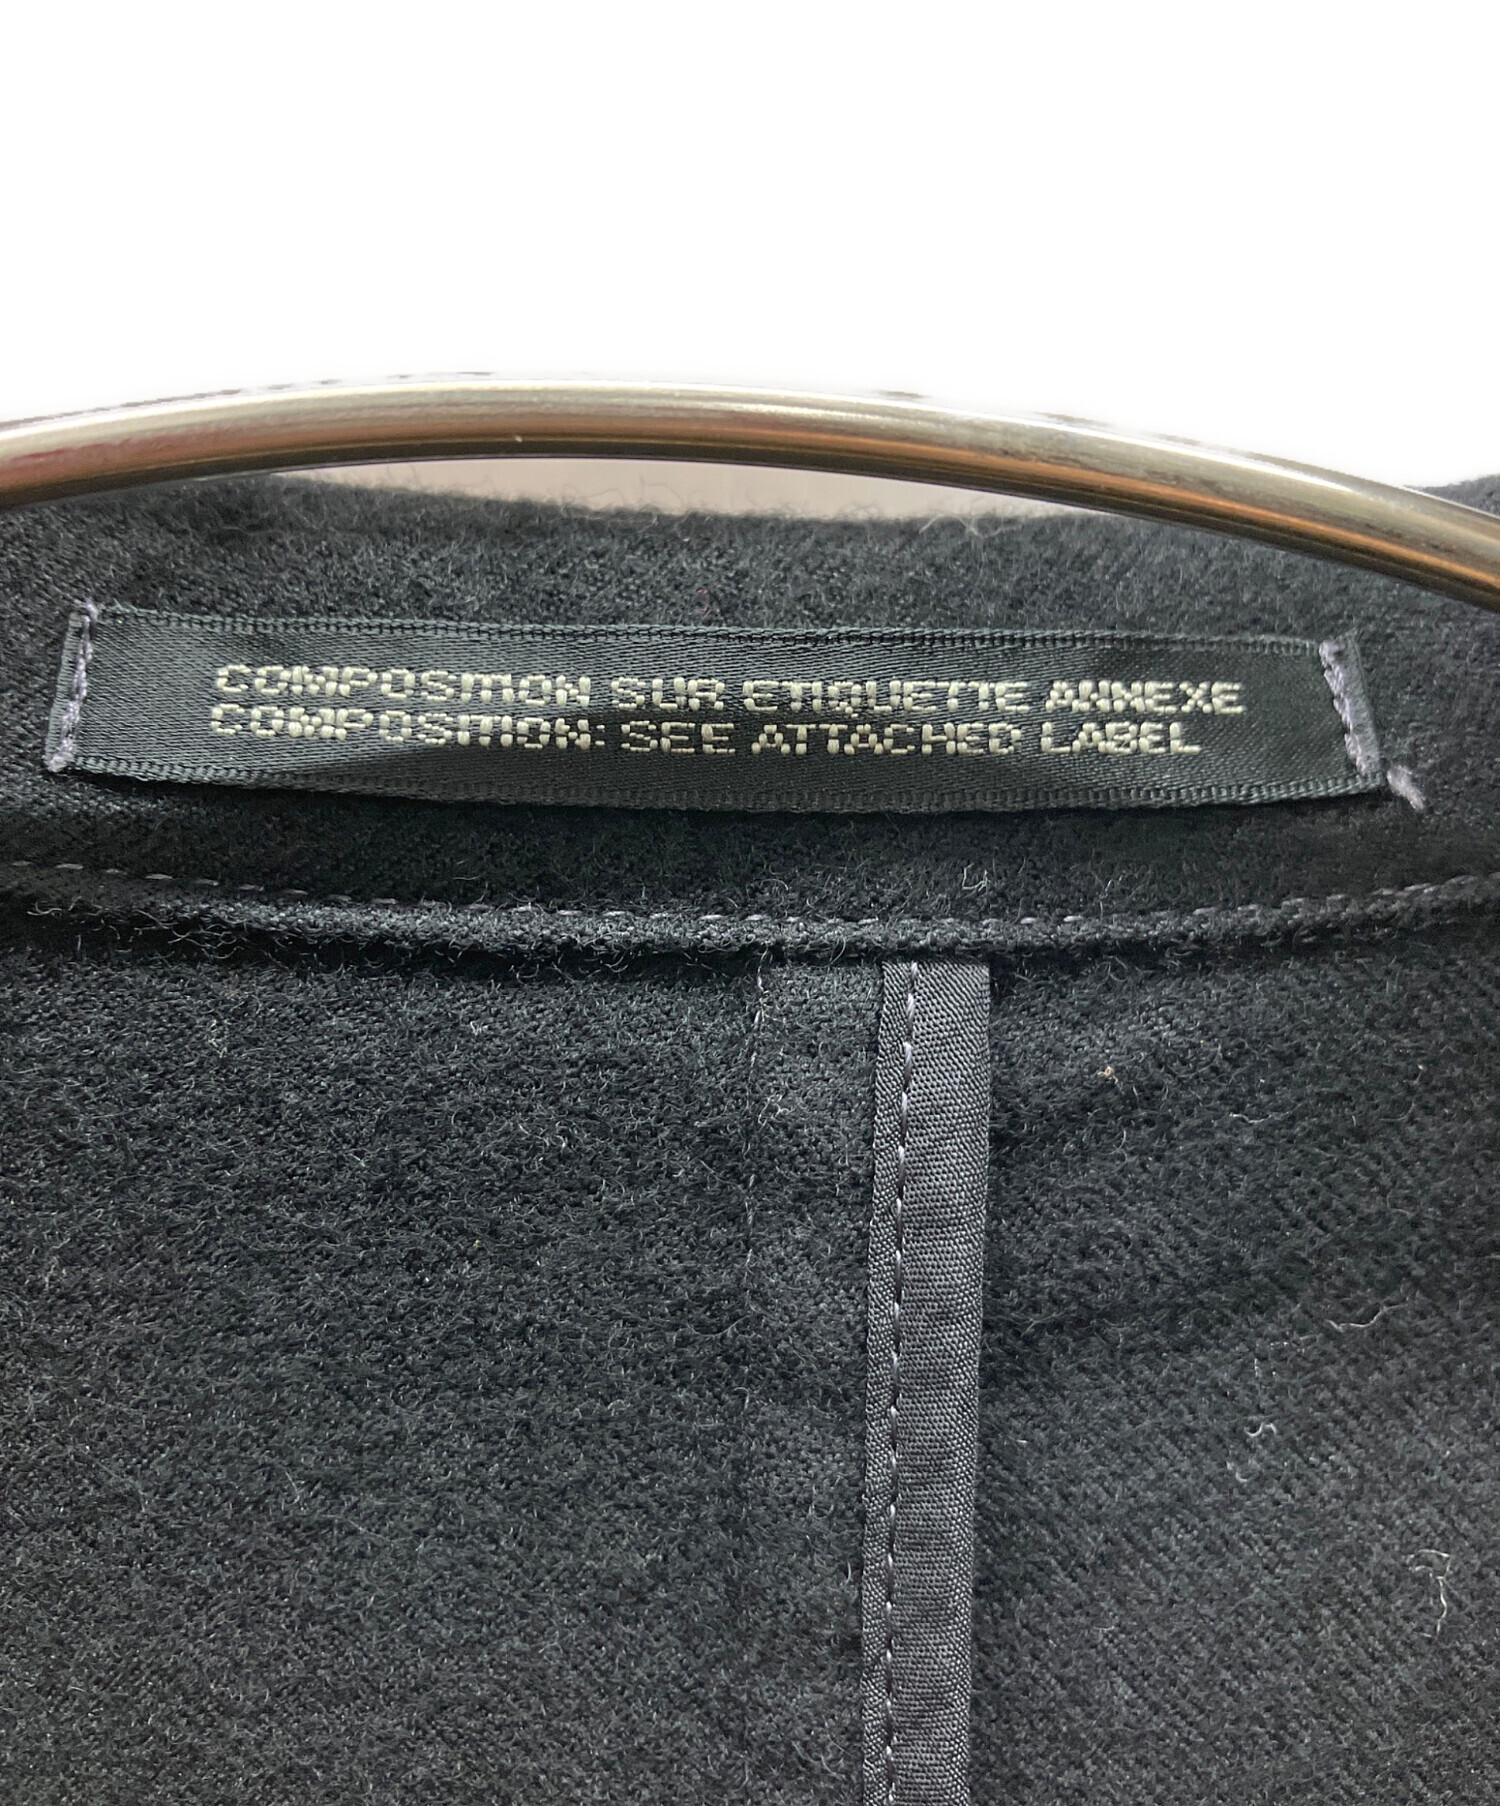 COMPOSITION SUR ETIQUETTE ANNEXE
COMPOSITION: SEE ATTACHED LABEL